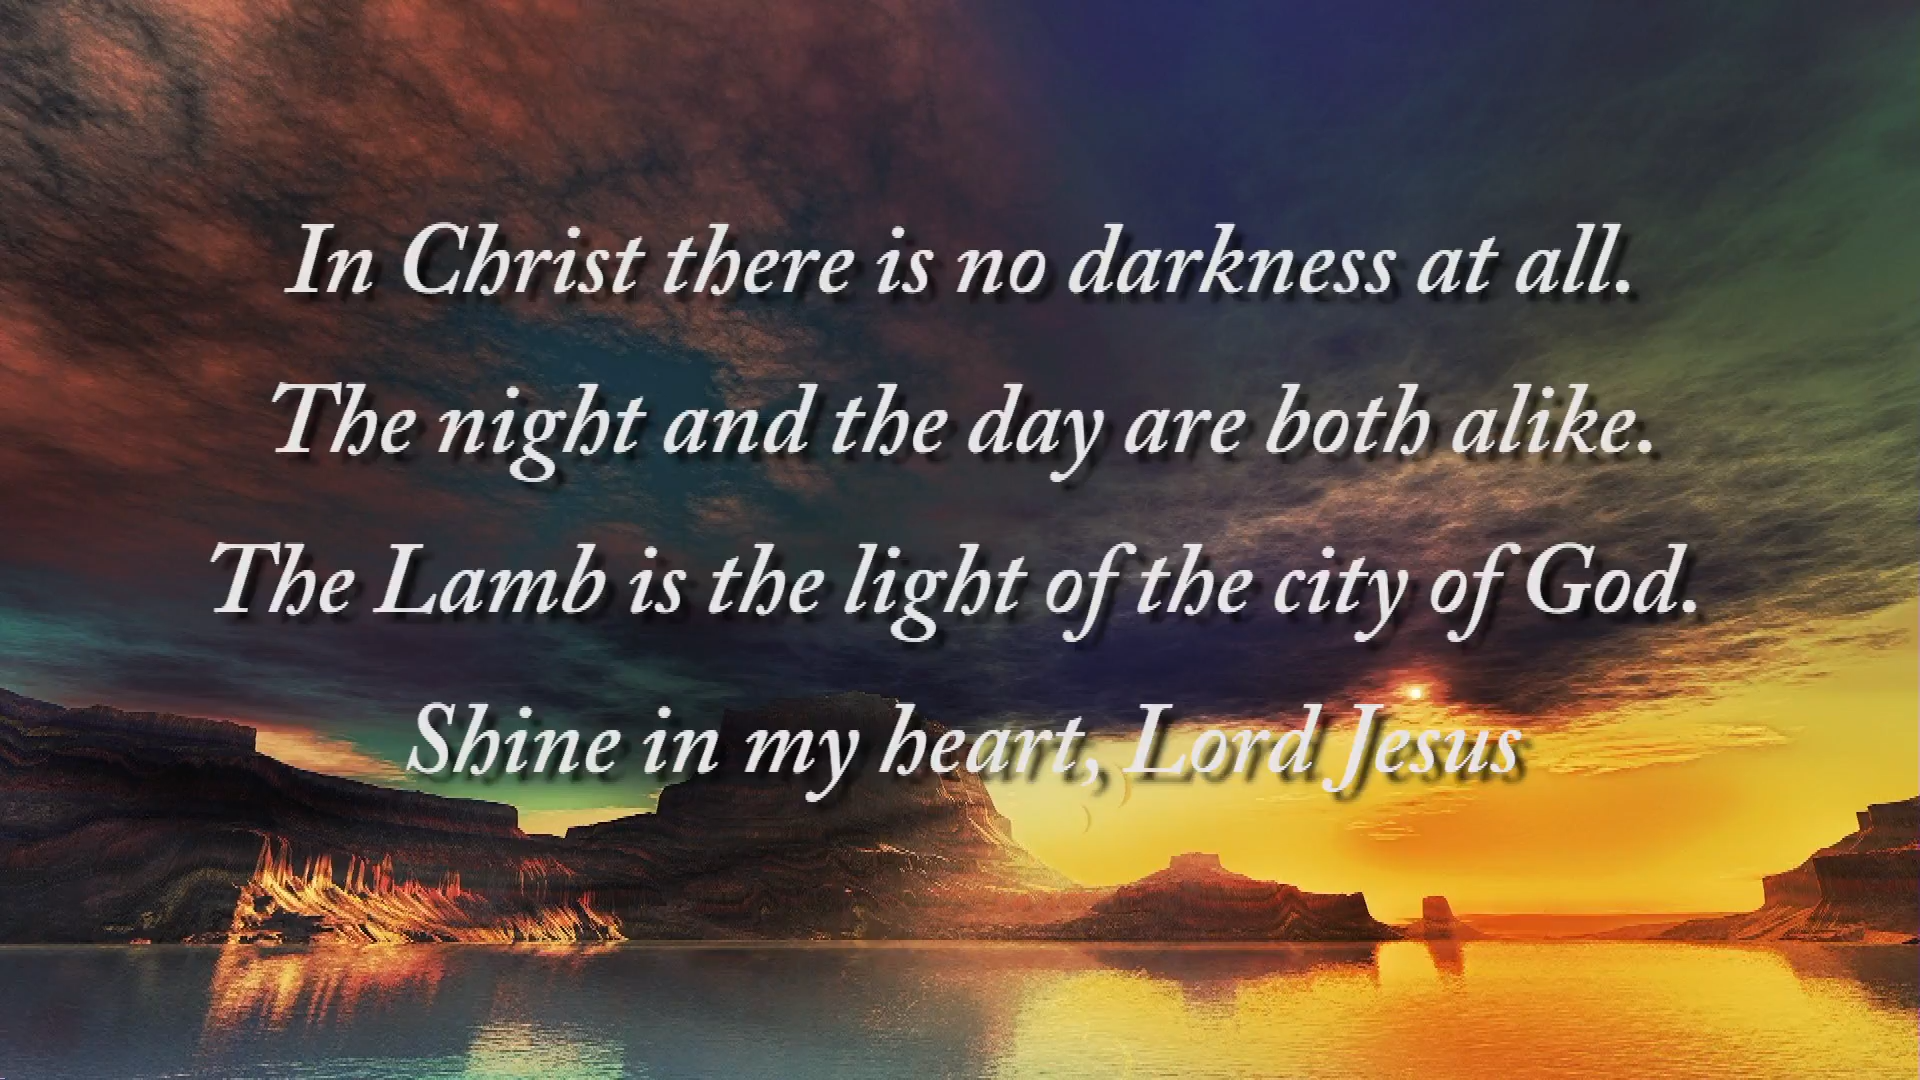 In Christ there is no darkness at all.
The night and the day are both alike.
The Lamb is the light of the city of God.
Shine in my heart, Lord Jesus